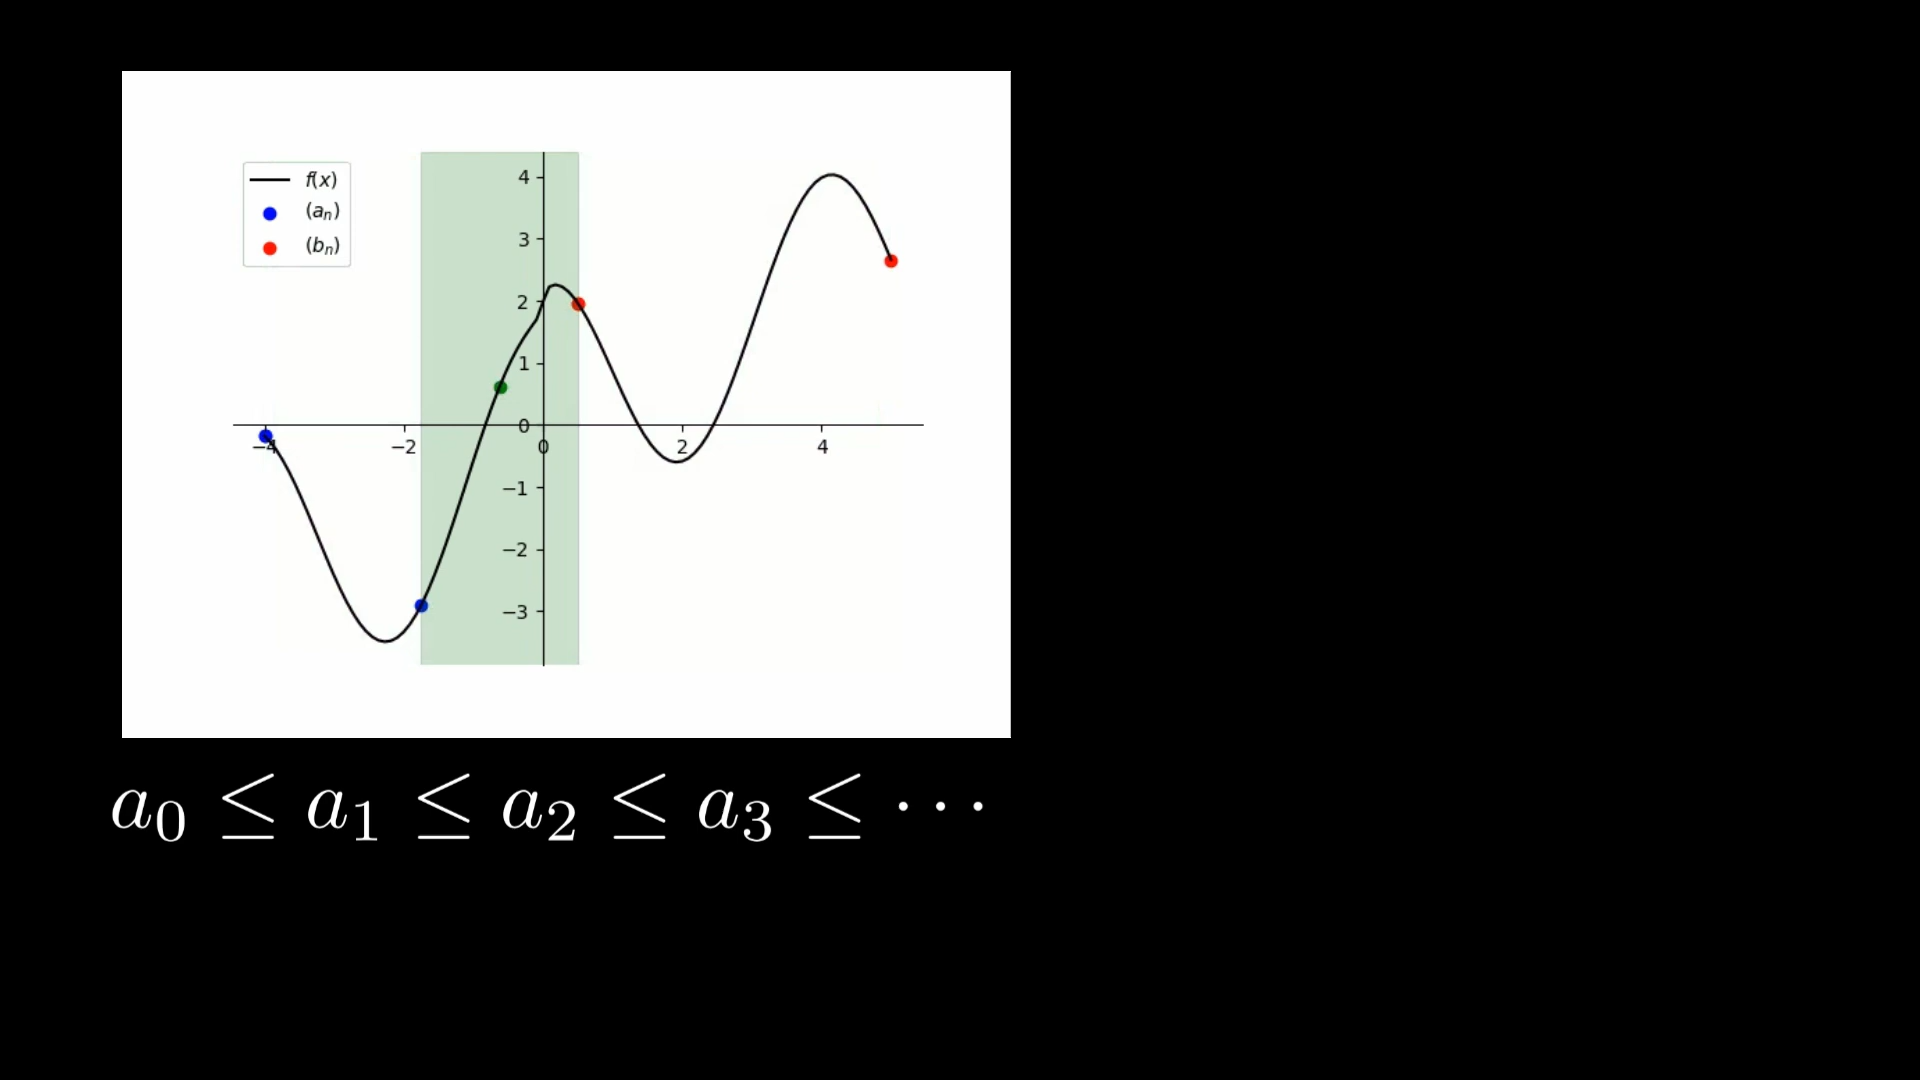 f(x)
(aₙ)
(bₙ)
4
3
2
1
0
−4 −2 0 2 4
−1
−2
−3
a₀ ≤ a₁ ≤ a₂ ≤ a₃ ≤ ⋯